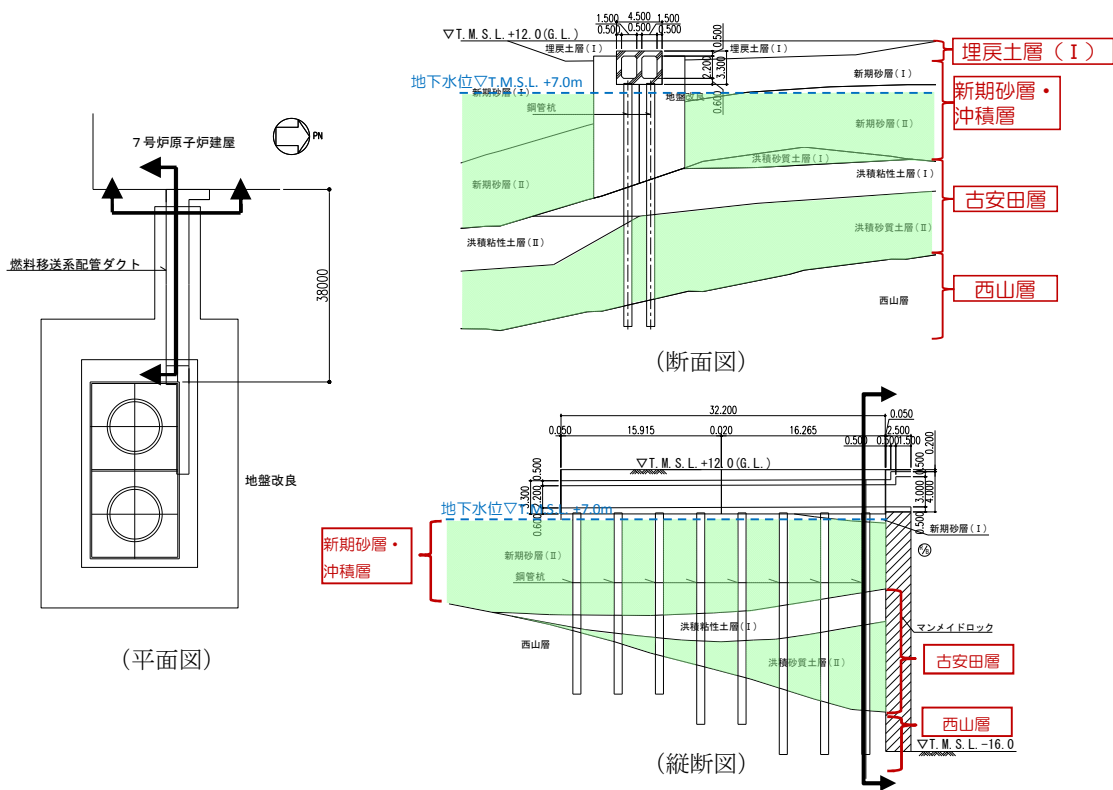 ７号炉原子炉建屋
PN
燃料移送系配管ダクト
38000
地盤改良
(平面図)
1.500 4.500 1.500
0.500 0.500 0.500
0.500
2.200
3.300
0.600
▽T.M.S.L.+12.0(G.L.)
埋戻土層(Ⅰ)
埋戻土層(Ⅰ)
新期砂層(Ⅰ)
地下水位▽T.M.S.L. +7.0m
新期砂層(Ⅰ)
地盤改良
鋼管杭
新期砂層(Ⅱ)
洪積砂質土層(Ⅰ)
洪積粘性土層(Ⅰ)
新期砂層(Ⅱ)
洪積粘性土層(Ⅱ)
洪積砂質土層(Ⅱ)
西山層
埋戻土層（Ⅰ）
新期砂層・
沖積層
古安田層
西山層
(断面図)
32.200
0.050
0.050 15.915 0.020 16.265 2.500
0.500 0.500 1.500
0.200
▽T.M.S.L.+12.0(G.L.)
0.500
2.200
3.300
0.600
0.500
3.000
4.000
0.500
地下水位▽T.M.S.L. +7.0m
新期砂層(Ⅰ)
新期砂層・
沖積層
新期砂層(Ⅱ)
鋼管杭
洪積粘性土層(Ⅰ)
マンメイドロック
西山層
洪積砂質土層(Ⅱ)
古安田層
西山層
▽T.M.S.L.-16.0
(縦断図)